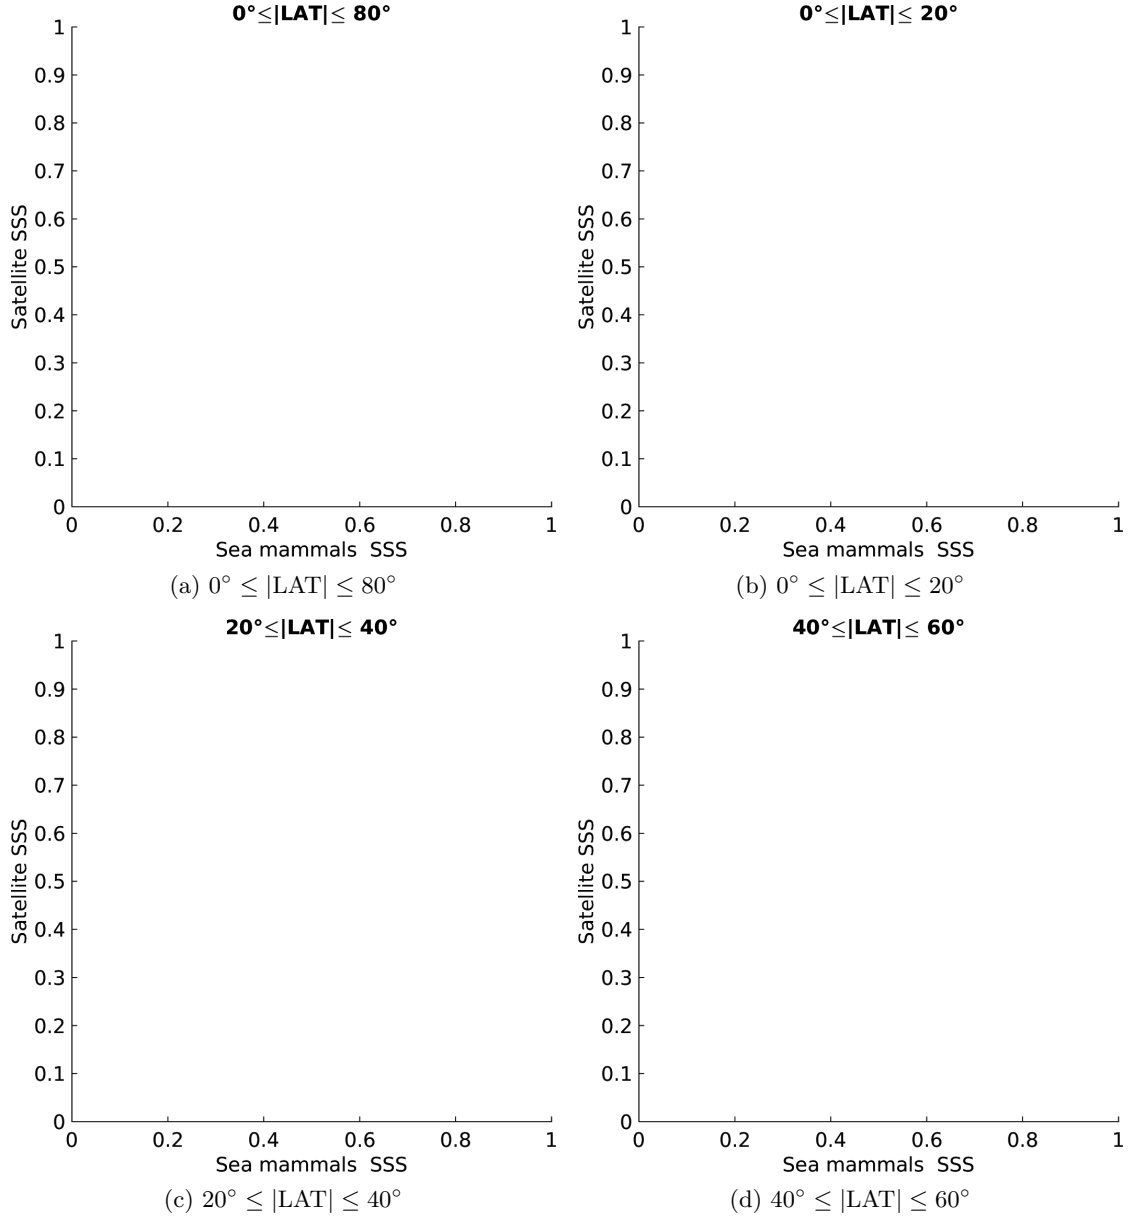 0°≤|LAT|≤ 80°
1
0.9
0.8
0.7
0.6
0.5
0.4
0.3
0.2
0.1
0
Satellite SSS
0 0.2 0.4 0.6 0.8 1
Sea mammals  SSS
(a) 0° ≤ |LAT| ≤ 80°
0°≤|LAT|≤ 20°
1
0.9
0.8
0.7
0.6
0.5
0.4
0.3
0.2
0.1
0
Satellite SSS
0 0.2 0.4 0.6 0.8 1
Sea mammals  SSS
(b) 0° ≤ |LAT| ≤ 20°
20°≤|LAT|≤ 40°
1
0.9
0.8
0.7
0.6
0.5
0.4
0.3
0.2
0.1
0
Satellite SSS
0 0.2 0.4 0.6 0.8 1
Sea mammals  SSS
(c) 20° ≤ |LAT| ≤ 40°
40°≤|LAT|≤ 60°
1
0.9
0.8
0.7
0.6
0.5
0.4
0.3
0.2
0.1
0
Satellite SSS
0 0.2 0.4 0.6 0.8 1
Sea mammals  SSS
(d) 40° ≤ |LAT| ≤ 60°